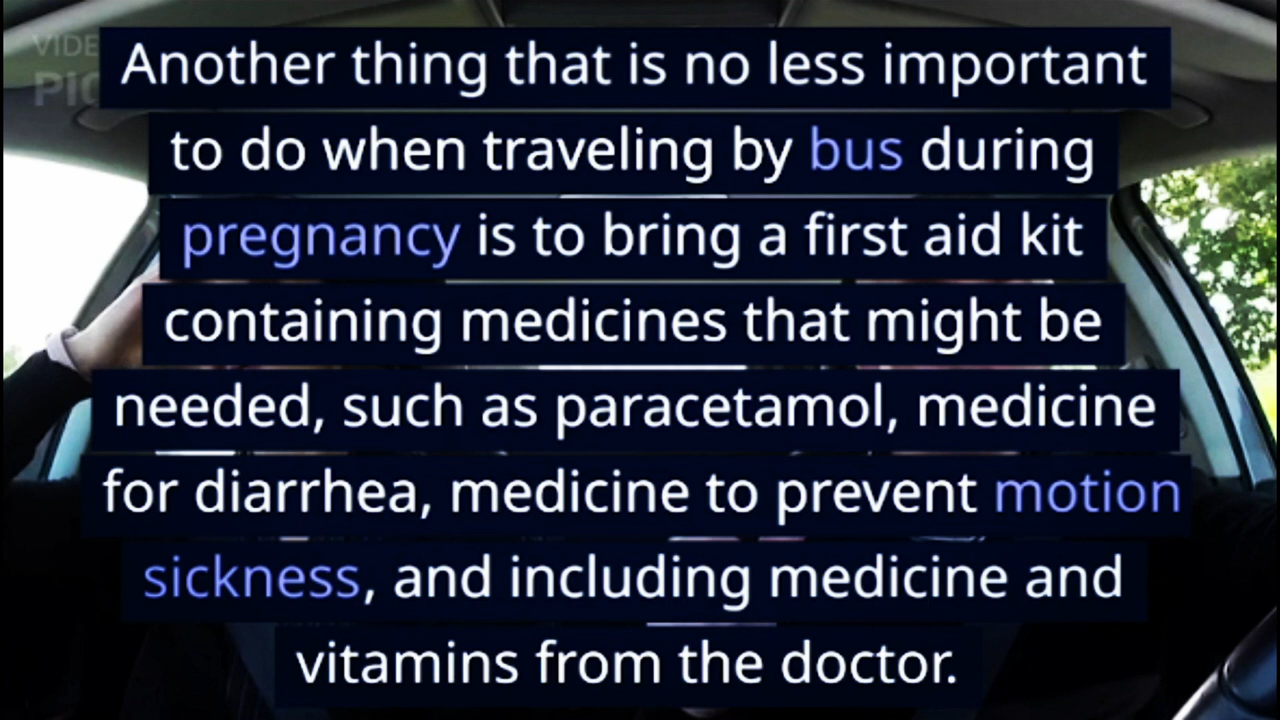 Another thing that is no less important
to do when traveling by bus during
pregnancy is to bring a first aid kit
containing medicines that might be
needed, such as paracetamol, medicine
for diarrhea, medicine to prevent motion
sickness, and including medicine and
vitamins from the doctor.